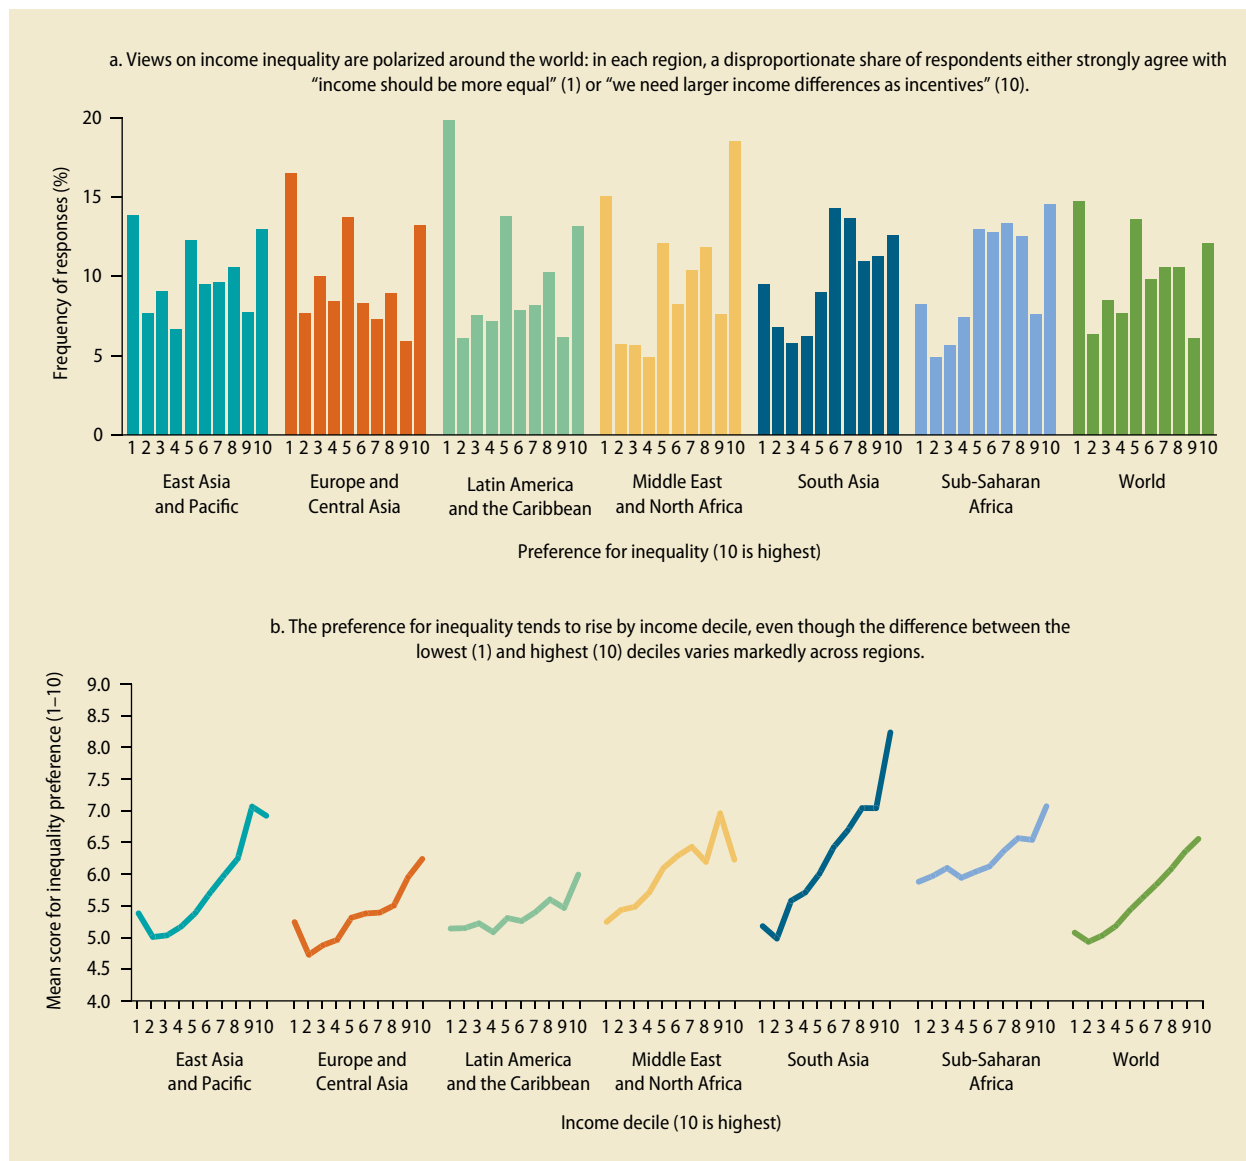 a. Views on income inequality are polarized around the world: in each region, a disproportionate share of respondents either strongly agree with
“income should be more equal” (1) or “we need larger income differences as incentives” (10).
Frequency of responses (%)
20
15
10
5
0
1 2 3 4 5 6 7 8 9 10 1 2 3 4 5 6 7 8 9 10 1 2 3 4 5 6 7 8 9 10 1 2 3 4 5 6 7 8 9 10 1 2 3 4 5 6 7 8 9 10 1 2 3 4 5 6 7 8 9 10 1 2 3 4 5 6 7 8 9 10
East Asia
and Pacific
Europe and
Central Asia
Latin America
and the Caribbean
Middle East
and North Africa
South Asia
Sub-Saharan
Africa
World
Preference for inequality (10 is highest)
b. The preference for inequality tends to rise by income decile, even though the difference between the
lowest (1) and highest (10) deciles varies markedly across regions.
Mean score for inequality preference (1–10)
9.0
8.5
8.0
7.5
7.0
6.5
6.0
5.5
5.0
4.5
4.0
1 2 3 4 5 6 7 8 9 10 1 2 3 4 5 6 7 8 9 10 1 2 3 4 5 6 7 8 9 10 1 2 3 4 5 6 7 8 9 10 1 2 3 4 5 6 7 8 9 10 1 2 3 4 5 6 7 8 9 10 1 2 3 4 5 6 7 8 9 10
East Asia
and Pacific
Europe and
Central Asia
Latin America
and the Caribbean
Middle East
and North Africa
South Asia
Sub-Saharan
Africa
World
Income decile (10 is highest)